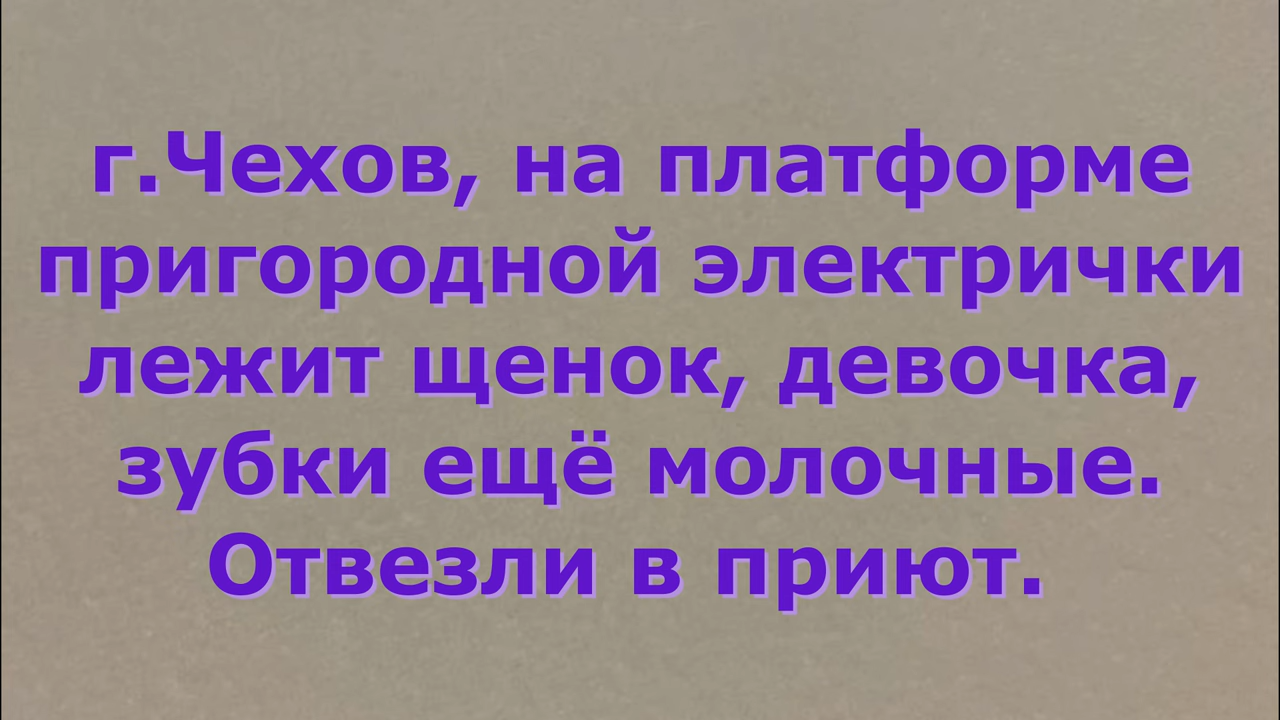 г.Чехов, на платформе
пригородной электрички
лежит щенок, девочка,
зубки ещё молочные.
Отвезли в приют.